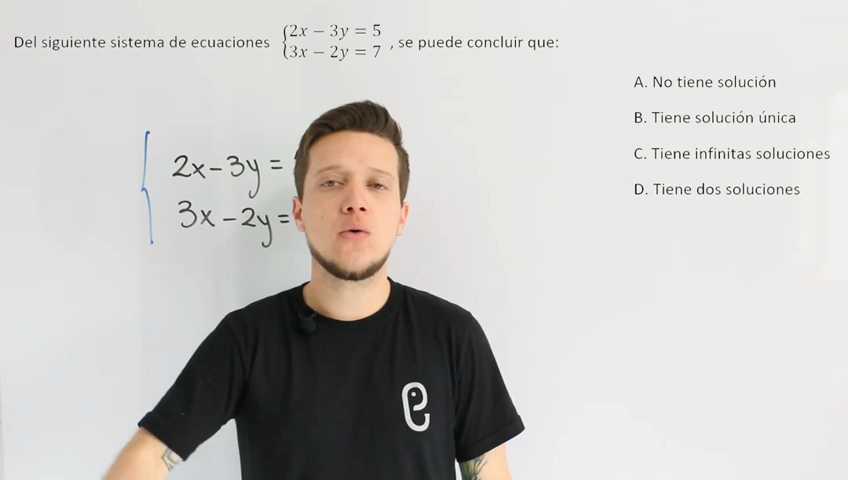 Del siguiente sistema de ecuaciones {2x − 3y = 5
3x − 2y = 7 , se puede concluir que:
A. No tiene solución
B. Tiene solución única
C. Tiene infinitas soluciones
D. Tiene dos soluciones
2x-3y=
3x-2y=